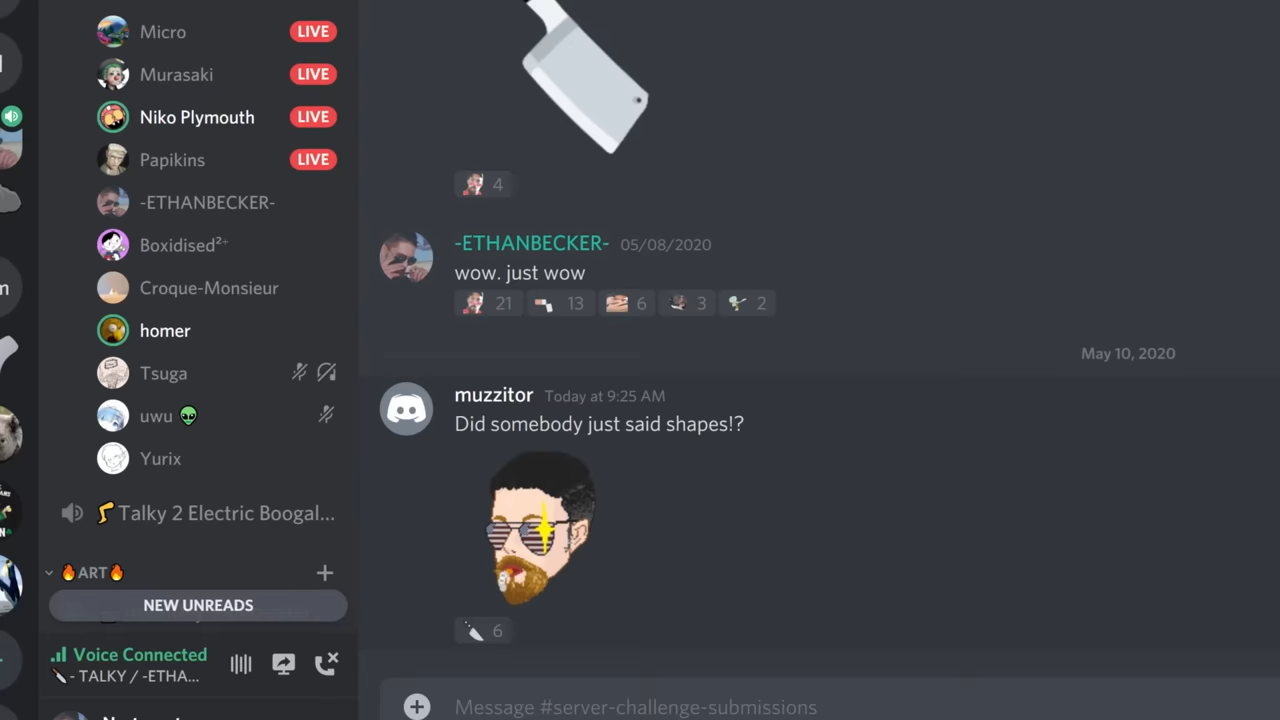 Micro LIVE
Murasaki LIVE
Niko Plymouth LIVE
Papikins LIVE
-ETHANBECKER-
Boxidised²⁺
Croque-Monsieur
homer
Tsuga
uwu 👽
Yurix
Talky 2 Electric Boogal...
🔥ART🔥
NEW UNREADS
Voice Connected
🔪- TALKY / -ETHA...
4
-ETHANBECKER- 05/08/2020
wow. just wow
21 13 6 3 2
May 10, 2020
muzzitor Today at 9:25 AM
Did somebody just said shapes!?
6
Message #server-challenge-submissions